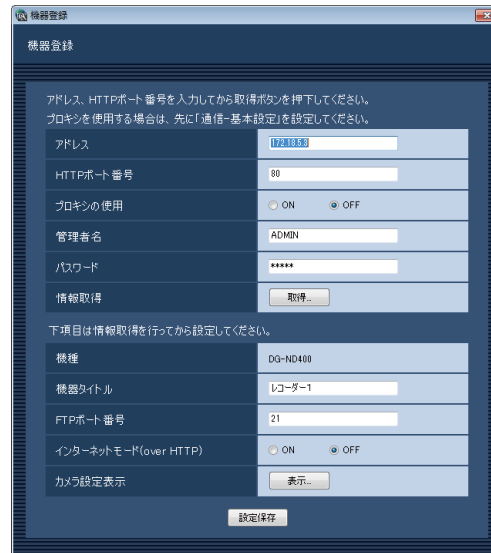 機器登録
機器登録
アドレス、HTTPポート番号を入力してから取得ボタンを押下してください。
プロキシを使用する場合は、先に「通信-基本設定」を設定してください。
アドレス 172.18.5.8
HTTPポート番号 80
プロキシの使用 ON OFF
管理者名 ADMIN
パスワード *****
情報取得 取得...
下項目は情報取得を行ってから設定してください。
機種 DG-ND400
機器タイトル レコーダー1
FTPポート番号 21
インターネットモード(over HTTP) ON OFF
カメラ設定表示 表示...
設定保存